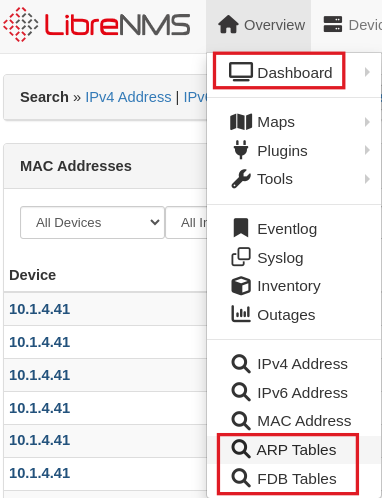 LibreNMS
Overview
Devic
Search » IPv4 Address | IPv6
MAC Addresses
All Devices
All In
Device
10.1.4.41
10.1.4.41
10.1.4.41
10.1.4.41
10.1.4.41
10.1.4.41
Dashboard
Maps
Plugins
Tools
Eventlog
Syslog
Inventory
Outages
IPv4 Address
IPv6 Address
MAC Address
ARP Tables
FDB Tables